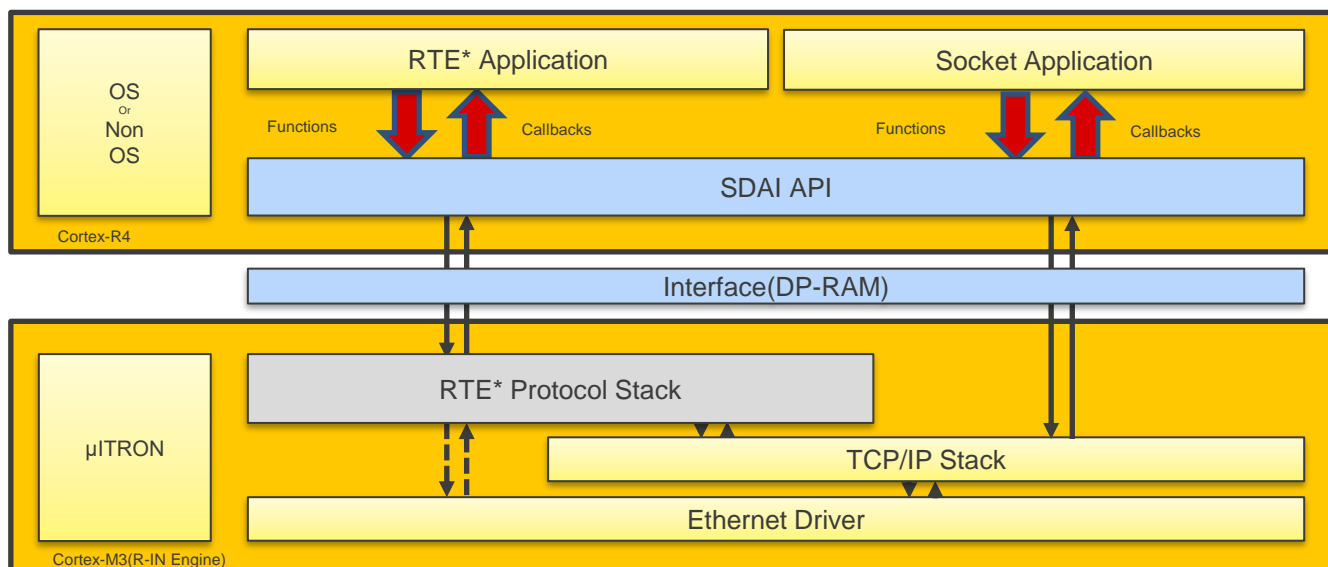 OS
Or
Non
OS
RTE* Application
Socket Application
Functions
Callbacks
Functions
Callbacks
SDAI API
Cortex-R4
Interface(DP-RAM)
µITRON
RTE* Protocol Stack
TCP/IP Stack
Ethernet Driver
Cortex-M3(R-IN Engine)